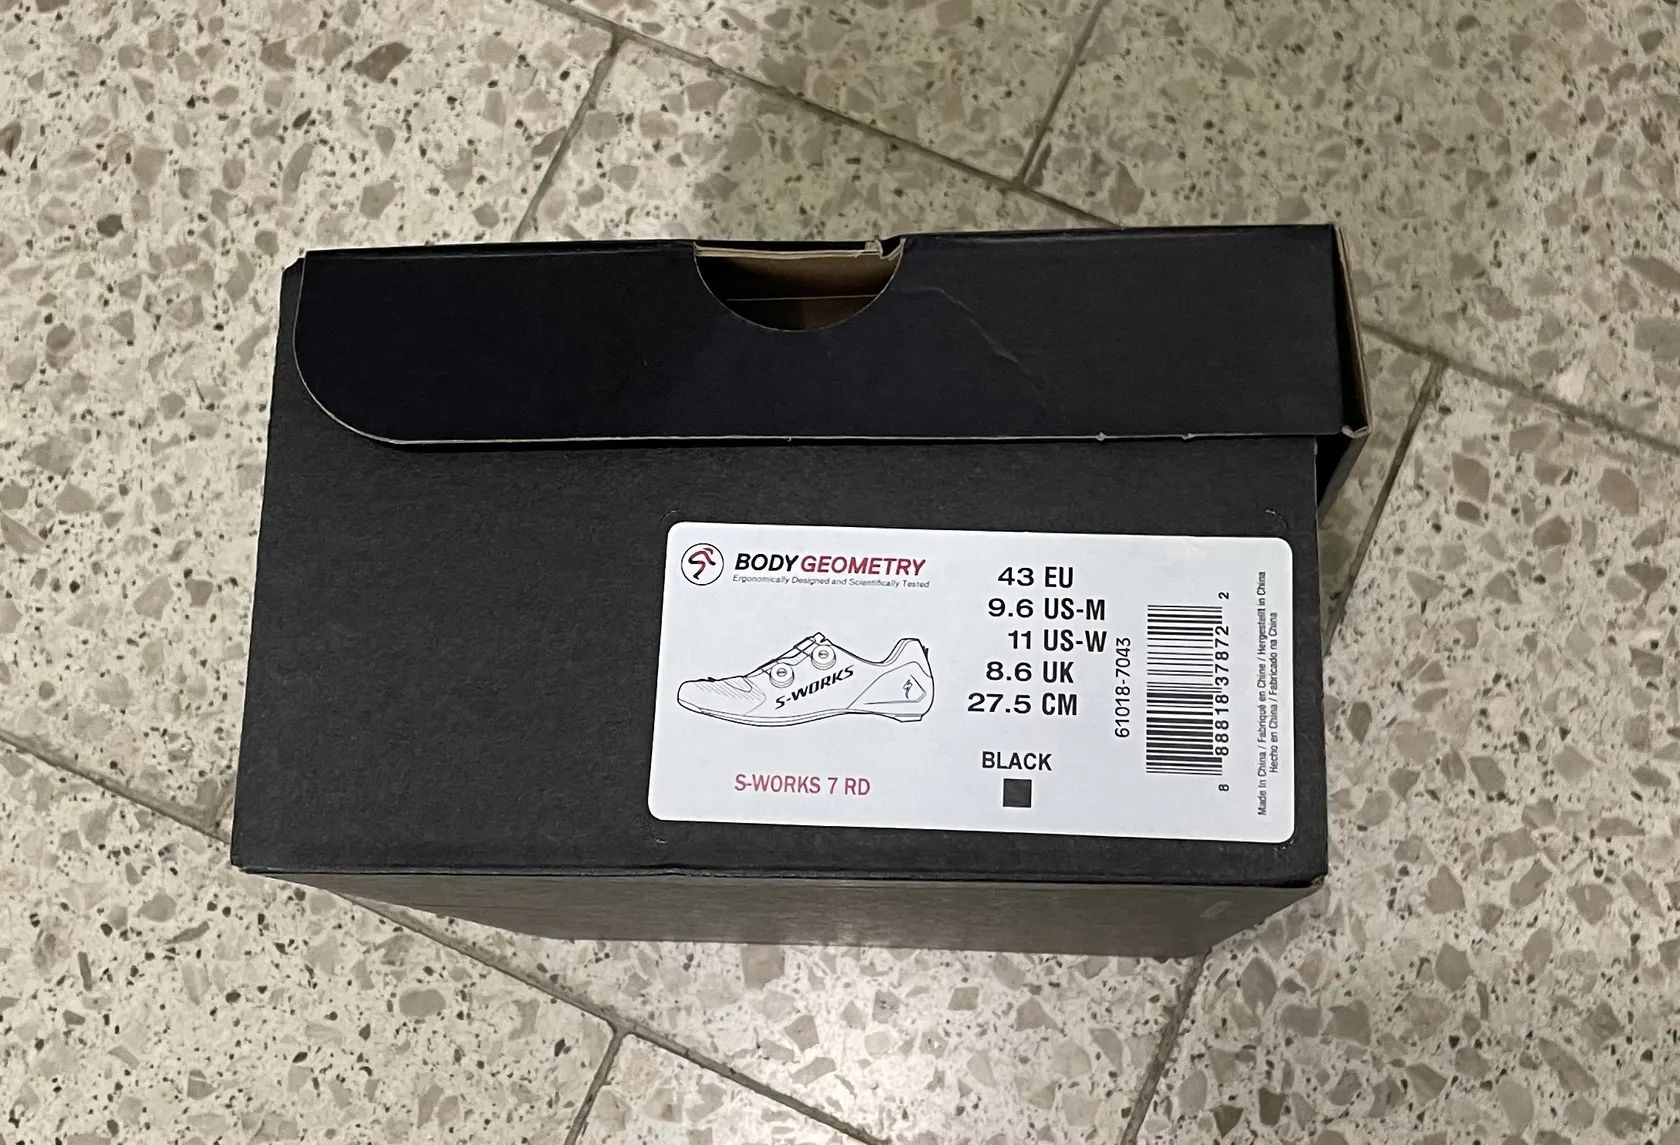 BODY GEOMETRY
Ergonomically Designed and Scientifically Tested
S-WORKS
S-WORKS 7 RD
43 EU
9.6 US-M
11 US-W
8.6 UK
27.5 CM
BLACK
61018-7043
8 88818 37872 2
Made in China / Fabriqué en Chine / Hergestellt in China
Hecho en China / Fabricado na China